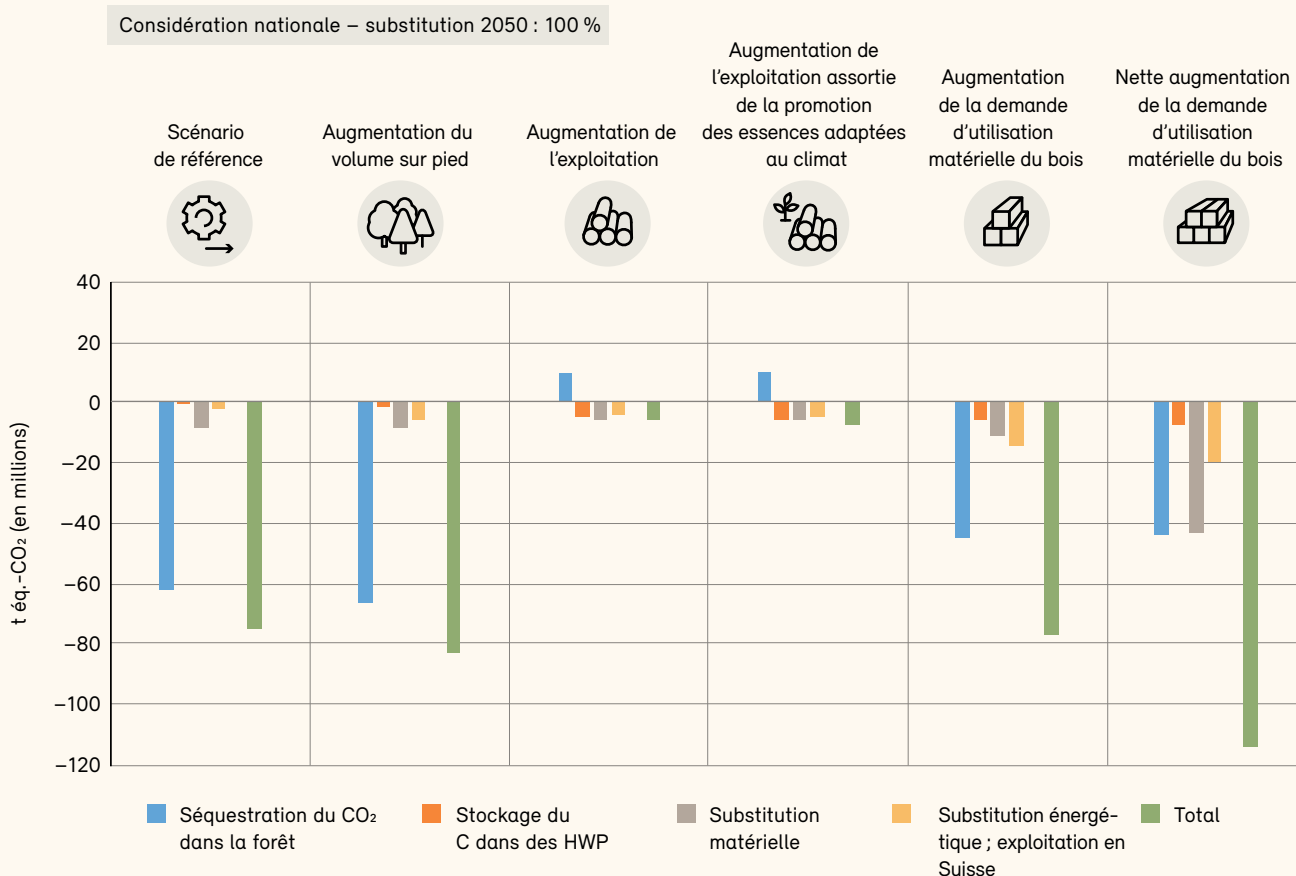 Considération nationale – substitution 2050 : 100 %
Scénario
de référence
Augmentation du
volume sur pied
Augmentation de
l'exploitation
Augmentation de
l'exploitation assortie
de la promotion
des essences adaptées
au climat
Augmentation
de la demande
d'utilisation
matérielle du bois
Nette augmentation
de la demande
d'utilisation
matérielle du bois
t éq.-CO₂ (en millions)
40
20
0
−20
−40
−60
−80
−100
−120
Séquestration du CO₂
dans la forêt
Stockage du
C dans des HWP
Substitution
matérielle
Substitution énergé-
tique ; exploitation en
Suisse
Total